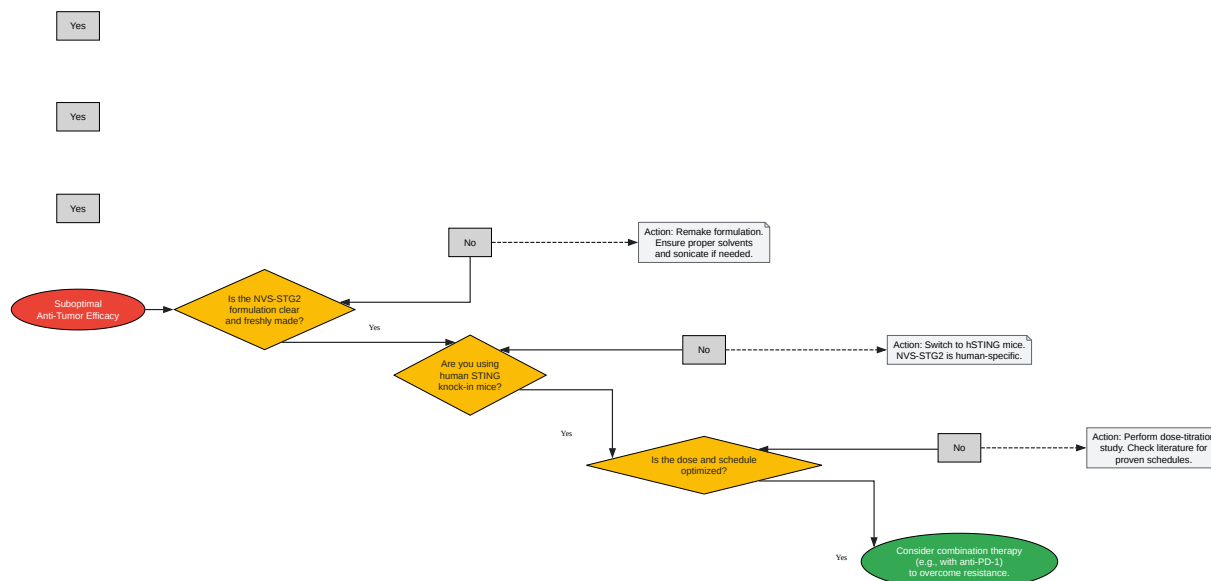 Yes
Yes
Yes
No
Action: Remake formulation.
Ensure proper solvents
and sonicate if needed.
Suboptimal
Anti-Tumor Efficacy
Is the NVS-STG2
formulation clear
and freshly made?
Yes
No
Action: Switch to hSTING mice.
NVS-STG2 is human-specific.
Are you using
human STING
knock-in mice?
Yes
No
Action: Perform dose-titration
study. Check literature for
proven schedules.
Is the dose and schedule
optimized?
Yes
Consider combination therapy
(e.g., with anti-PD-1)
to overcome resistance.